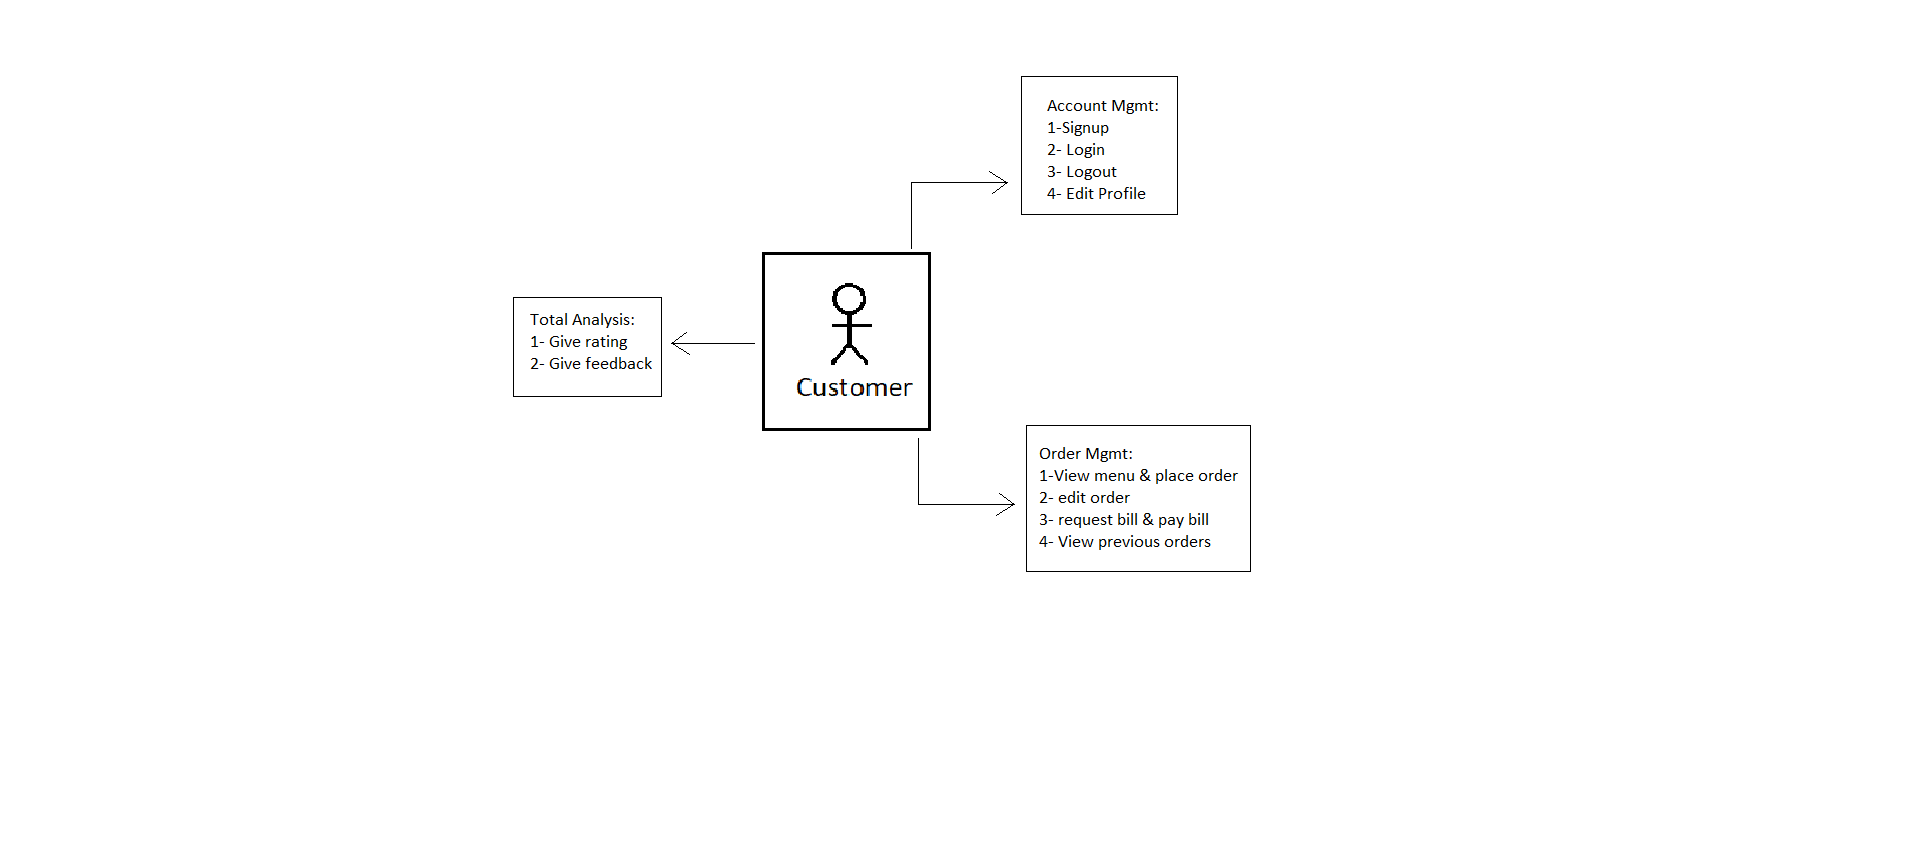 Account Mgmt:
1-Signup
2- Login
3- Logout
4- Edit Profile
Total Analysis:
1- Give rating
2- Give feedback
Customer
Order Mgmt:
1-View menu & place order
2- edit order
3- request bill & pay bill
4- View previous orders